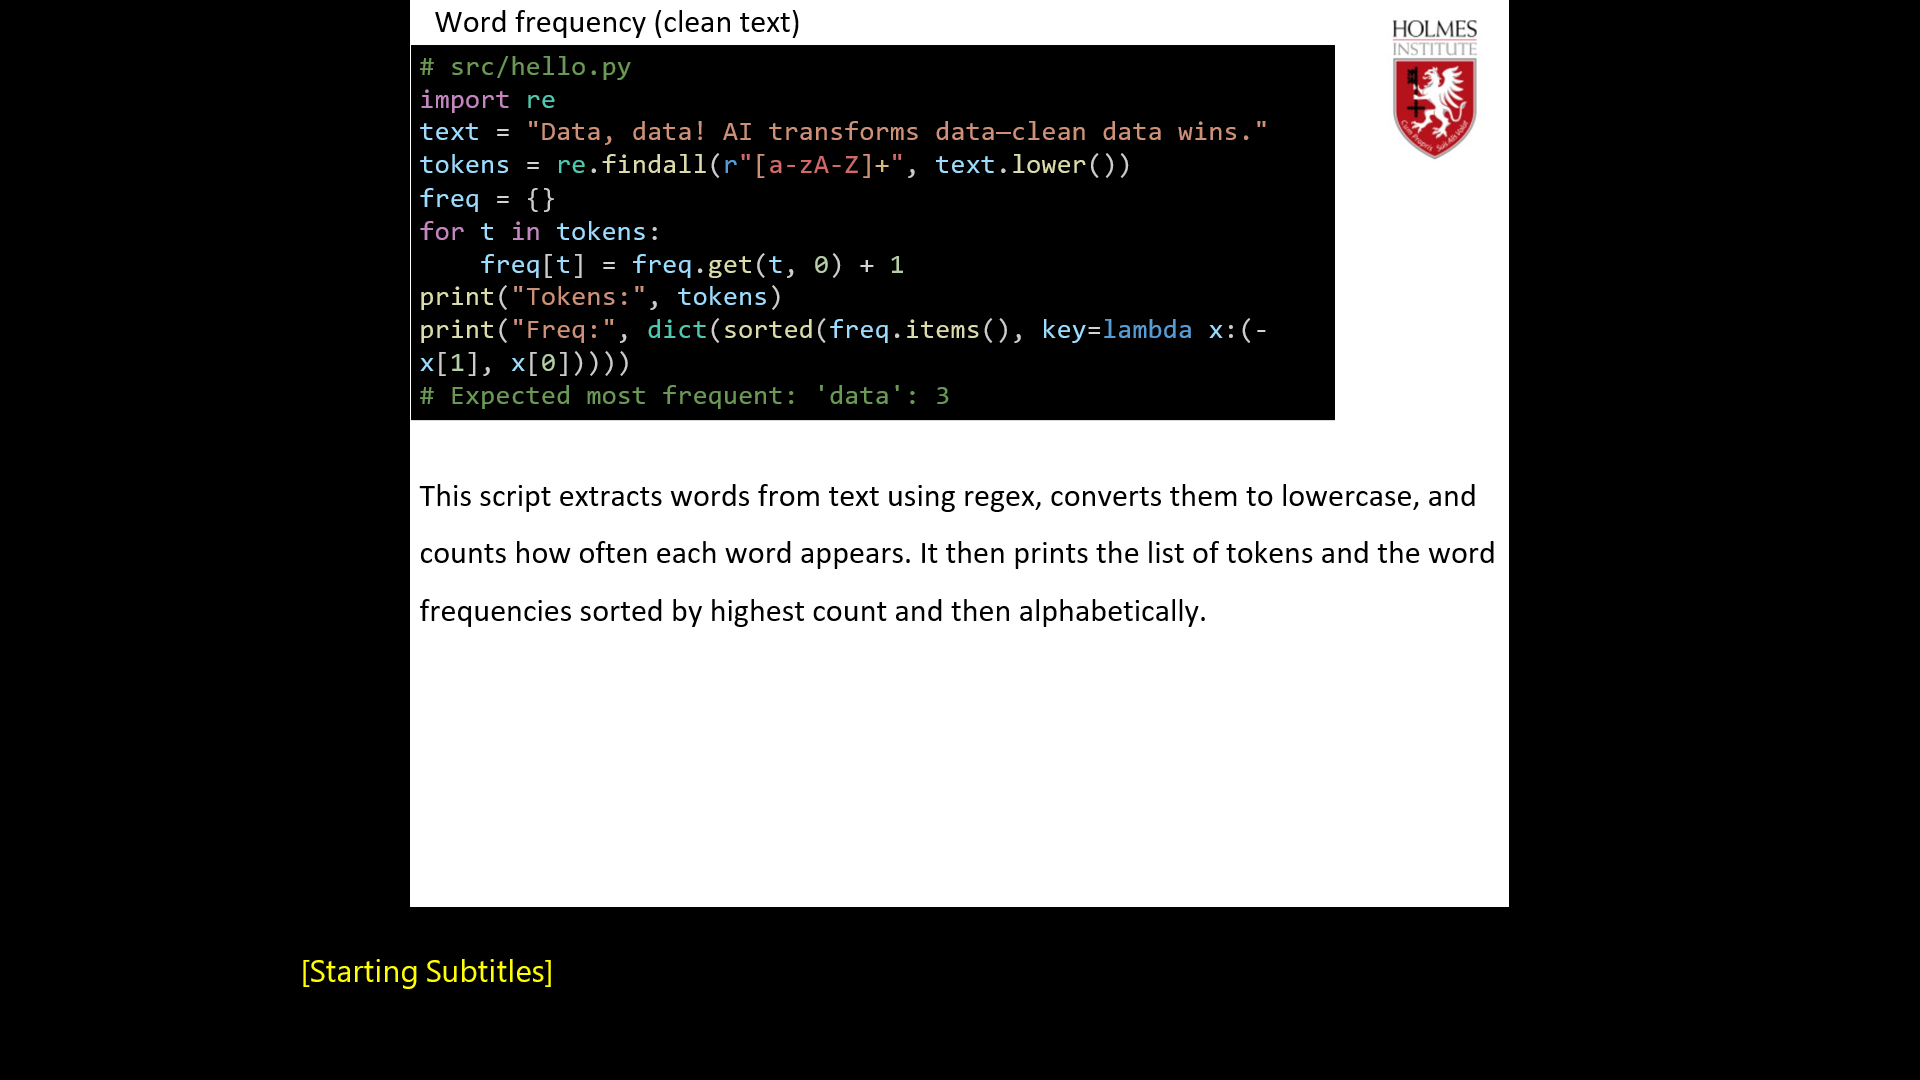 Word frequency (clean text)
HOLMES
INSTITUTE
# src/hello.py
import re
text = "Data, data! AI transforms data—clean data wins."
tokens = re.findall(r"[a-zA-Z]+", text.lower())
freq = {}
for t in tokens:
    freq[t] = freq.get(t, 0) + 1
print("Tokens:", tokens)
print("Freq:", dict(sorted(freq.items(), key=lambda x:(-
x[1], x[0]))))
# Expected most frequent: 'data': 3
This script extracts words from text using regex, converts them to lowercase, and
counts how often each word appears. It then prints the list of tokens and the word
frequencies sorted by highest count and then alphabetically.
[Starting Subtitles]